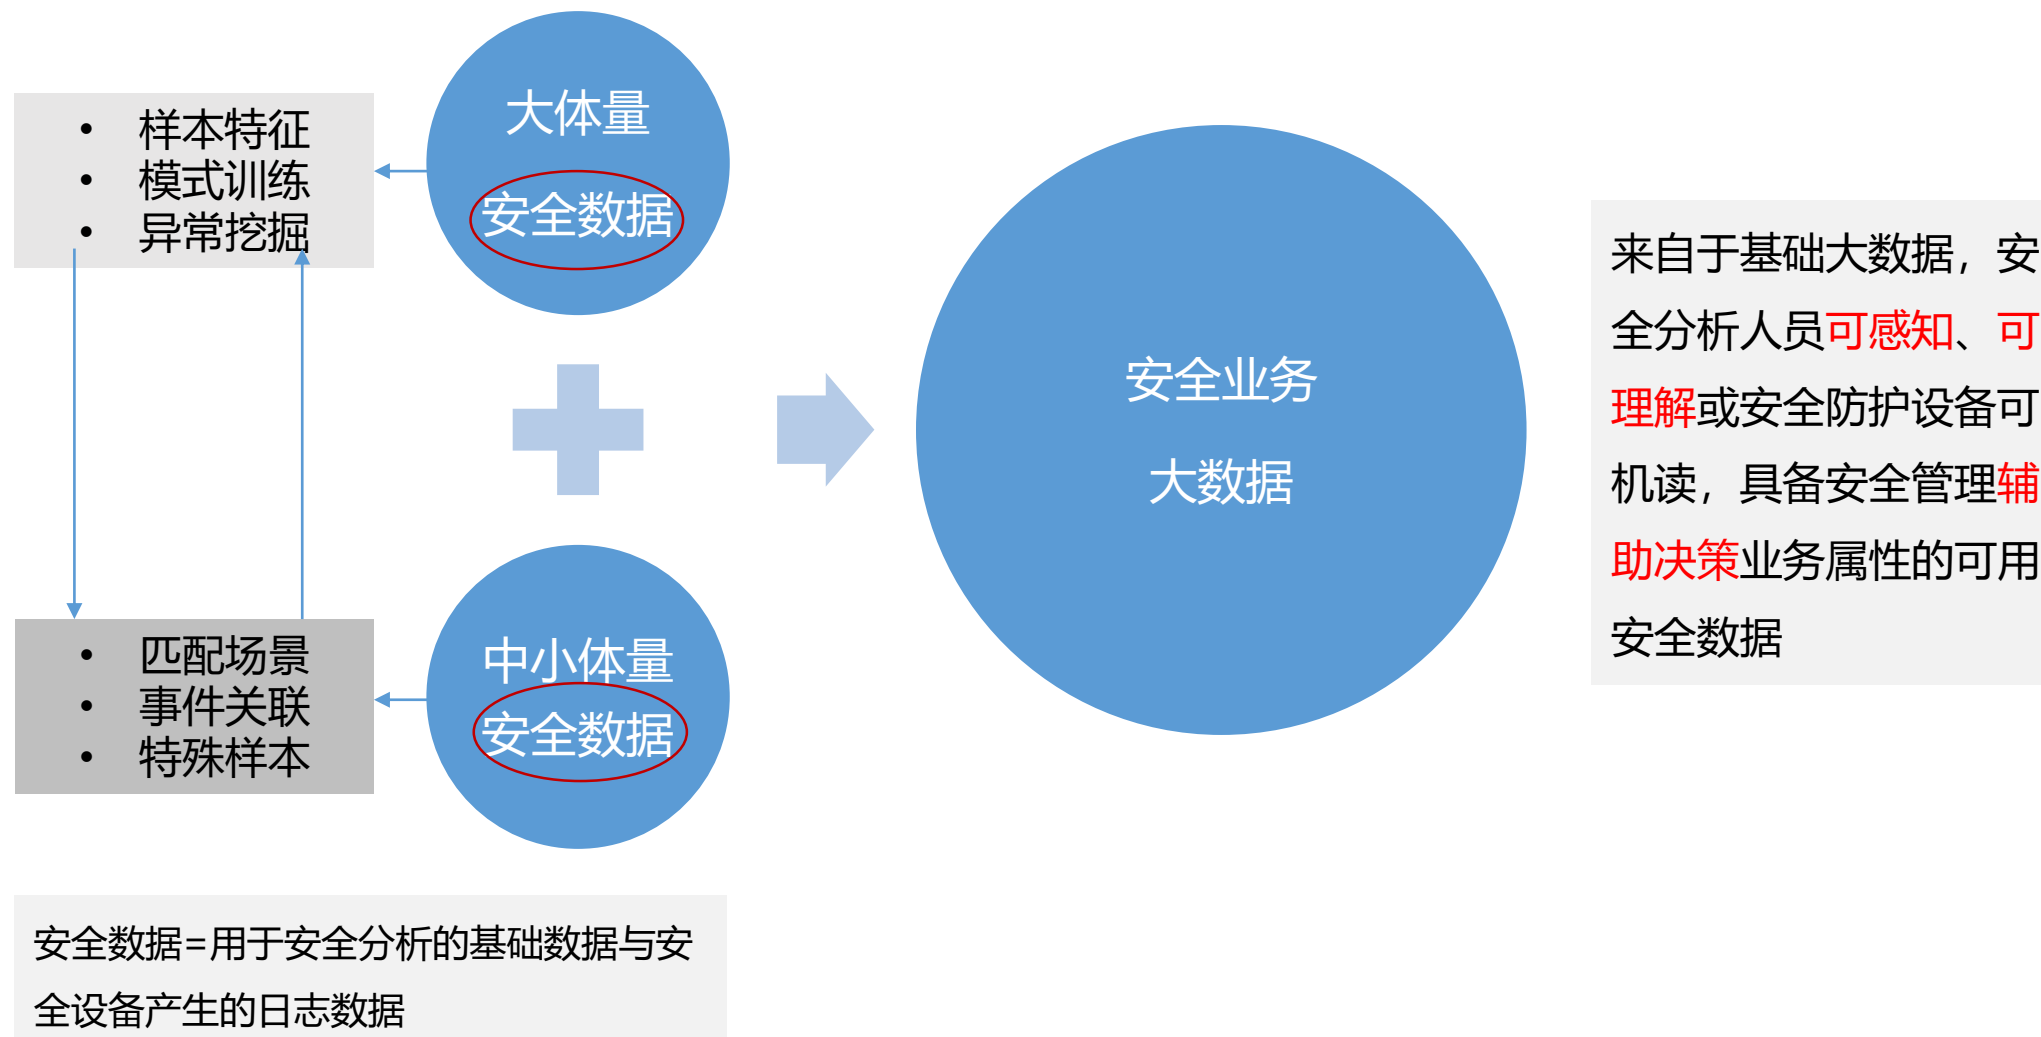 • 样本特征
• 模式训练
• 异常挖掘
大体量
安全数据
• 匹配场景
• 事件关联
• 特殊样本
中小体量
安全数据
安全业务
大数据
来自于基础大数据，安
全分析人员可感知、可
理解或安全防护设备可
机读，具备安全管理辅
助决策业务属性的可用
安全数据
安全数据=用于安全分析的基础数据与安
全设备产生的日志数据